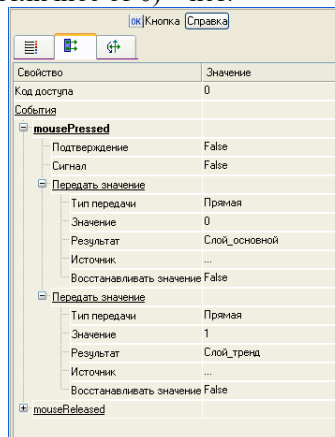 ок Кнопка Справка
Свойство Значение
Код доступа 0
События
mousePressed
Подтверждение False
Сигнал False
Передать значение
Тип передачи Прямая
Значение 0
Результат Слой_основной
Источник ...
Восстанавливать значение False
Передать значение
Тип передачи Прямая
Значение 1
Результат Слой_тренд
Источник ...
Восстанавливать значение False
mouseReleased